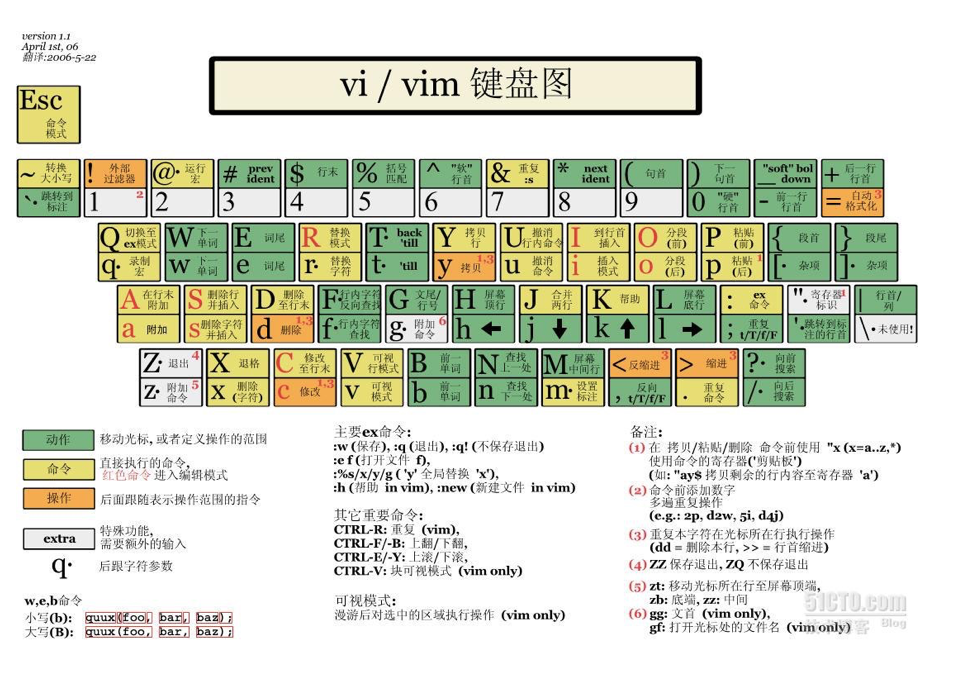 version 1.1
April 1st, 06
翻译:2006-5-22
vi / vim 键盘图
Esc
命令
模式
~ 转换
大小写
! 外部
过滤器
@· 运行
宏
# prev
ident
$ 行末
% 括号
匹配
^ "软"
行首
& 重复
:s
* next
ident
( 句首
) 下一
句首
"soft" bol
down
_
+ 后一行
行首
`· 跳转到
标注
1 2
2
3
4
5
6
7
8
9
0 "硬"
行首
- 前一行
行首
= 自动 3
格式化
Q 切换至
ex模式
W 下一
单词
E 词尾
R 替换
模式
T· back
'till
Y 拷贝
行
U 撤消
行内命令
I 到行首
插入
O 分段
(前)
P 粘贴
(前)
{ 段首
} 段尾
q· 录制
宏
w 下一
单词
e 词尾
r· 替换
字符
t· 'till
y 拷贝 1,3
u 撤消
命令
i 插入
模式
o 分段
(后)
p 粘贴 1
(后)
[· 杂项
]· 杂项
A 在行末
附加
S 删除行
并插入
D 删除
至行末
F· 行内字符
反向查找
G 文尾/
行号
H 屏幕
顶行
J 合并
两行
K 帮助
L 屏幕
底行
: ex
命令
"· 寄存器 1
标识
| 行首/
列
a 附加
s 删除字符
并插入
d 删除 1,3
f· 行内字符
查找
g· 附加 6
命令
h ←
j ↓
k ↑
l →
; 重复
t/T/f/F
'· 跳转到标
注的行首
\· 未使用!
Z· 退出 4
X 退格
C 修改
至行末
V 可视
行模式
B 前一
单词
N 查找
上一处
M 屏幕
中间行
< 反缩进 3
> 缩进 3
?· 向前
搜索
z· 附加 5
命令
x 删除
(字符)
c 修改 1,3
v 可视
模式
b 前一
单词
n 查找
下一处
m· 设置
标注
, 反向
t/T/f/F
. 重复
命令
/· 向后
搜索
动作 移动光标, 或者定义操作的范围
命令 直接执行的命令,
红色命令 进入编辑模式
操作 后面跟随表示操作范围的指令
extra 特殊功能,
需要额外的输入
q· 后跟字符参数
w,e,b命令
小写(b): quux(foo, bar, baz);
大写(B): quux(foo, bar, baz);
主要ex命令:
:w (保存), :q (退出), :q! (不保存退出)
:e f (打开文件 f),
:%s/x/y/g ( 'y' 全局替换 'x'),
:h (帮助 in vim), :new (新建文件 in vim)
其它重要命令:
CTRL-R: 重复 (vim),
CTRL-F/-B: 上翻/下翻,
CTRL-E/-Y: 上滚/下滚,
CTRL-V: 块可视模式 (vim only)
可视模式:
漫游后对选中的区域执行操作 (vim only)
备注:
(1) 在 拷贝/粘贴/删除 命令前使用 "x (x=a..z,*)
使用命令的寄存器('剪贴板')
(如: "ay$ 拷贝剩余的行内容至寄存器 'a')
(2) 命令前添加数字
多遍重复操作
(e.g.: 2p, d2w, 5i, d4j)
(3) 重复本字符在光标所在行执行操作
(dd = 删除本行, >> = 行首缩进)
(4) ZZ 保存退出, ZQ 不保存退出
(5) zt: 移动光标所在行至屏幕顶端,
zb: 底端, zz: 中间
(6) gg: 文首 (vim only),
gf: 打开光标处的文件名 (vim only)
51CTO.com
技术博客 Blog